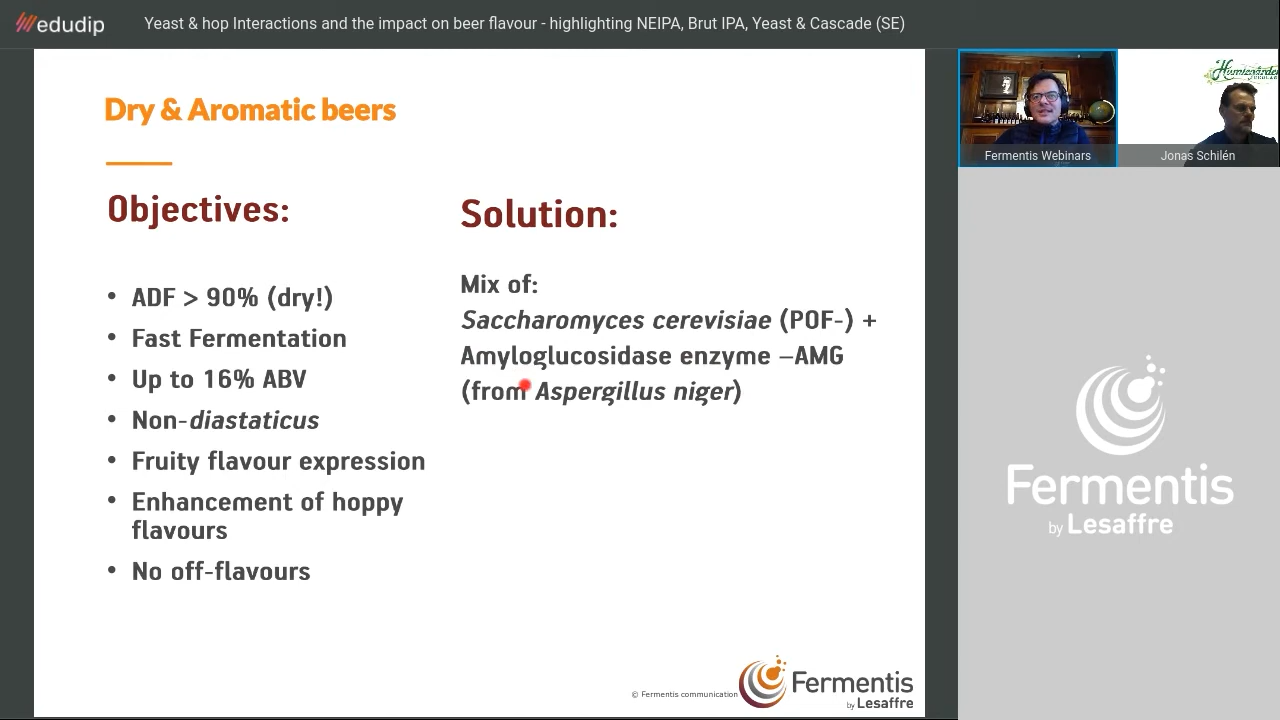 edudip
Yeast & hop Interactions and the impact on beer flavour - highlighting NEIPA, Brut IPA, Yeast & Cascade (SE)
Dry & Aromatic beers
Objectives:
• ADF > 90% (dry!)
• Fast Fermentation
• Up to 16% ABV
• Non-diastaticus
• Fruity flavour expression
• Enhancement of hoppy
flavours
• No off-flavours
Solution:
Mix of:
Saccharomyces cerevisiae (POF-) +
Amyloglucosidase enzyme –AMG
(from Aspergillus niger)
© Fermentis communication
Fermentis
by Lesaffre
Fermentis Webinars
Jonas Schilén
Fermentis
by Lesaffre